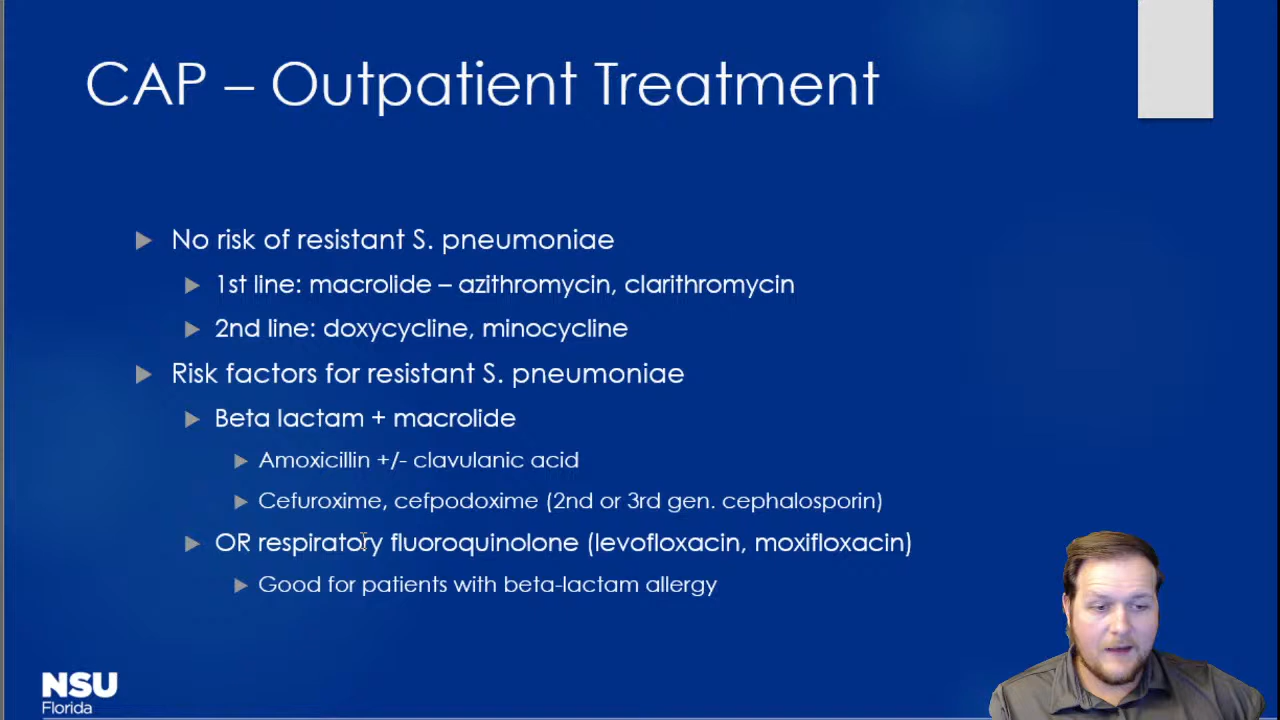 CAP – Outpatient Treatment
No risk of resistant S. pneumoniae
1st line: macrolide – azithromycin, clarithromycin
2nd line: doxycycline, minocycline
Risk factors for resistant S. pneumoniae
Beta lactam + macrolide
Amoxicillin +/- clavulanic acid
Cefuroxime, cefpodoxime (2nd or 3rd gen. cephalosporin)
OR respiratory fluoroquinolone (levofloxacin, moxifloxacin)
Good for patients with beta-lactam allergy
NSU
Florida